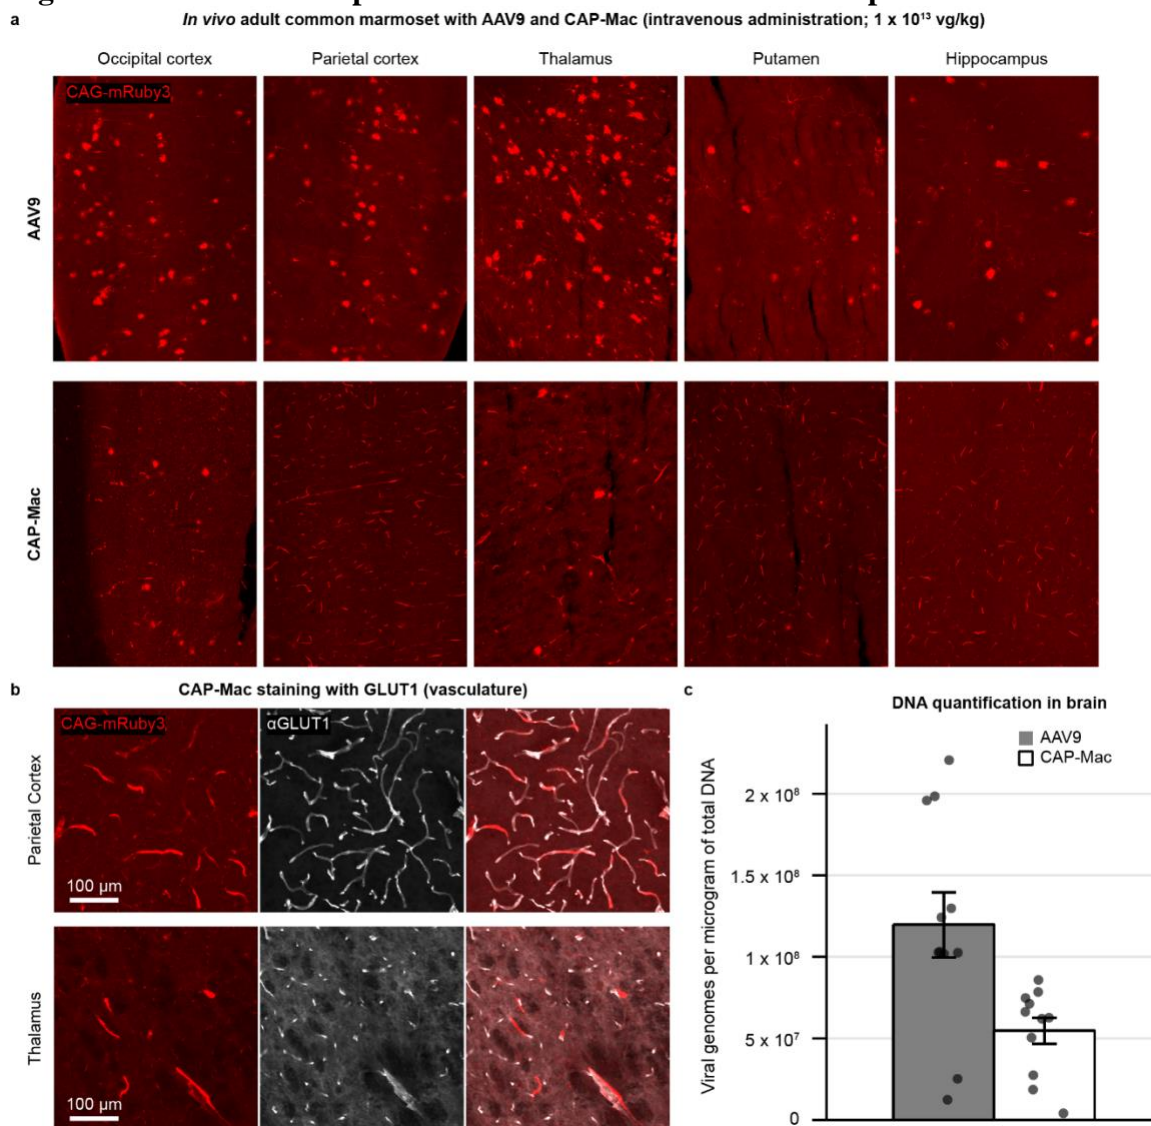 a
In vivo adult common marmoset with AAV9 and CAP-Mac (intravenous administration; 1 x 10¹³ vg/kg)
Occipital cortex
Parietal cortex
Thalamus
Putamen
Hippocampus
CAG-mRuby3
AAV9
CAP-Mac
b
CAP-Mac staining with GLUT1 (vasculature)
CAG-mRuby3
αGLUT1
Parietal Cortex
100 µm
Thalamus
100 µm
c
DNA quantification in brain
AAV9
CAP-Mac
Viral genomes per microgram of total DNA
2 x 10⁸
1.5 x 10⁸
1 x 10⁸
5 x 10⁷
0